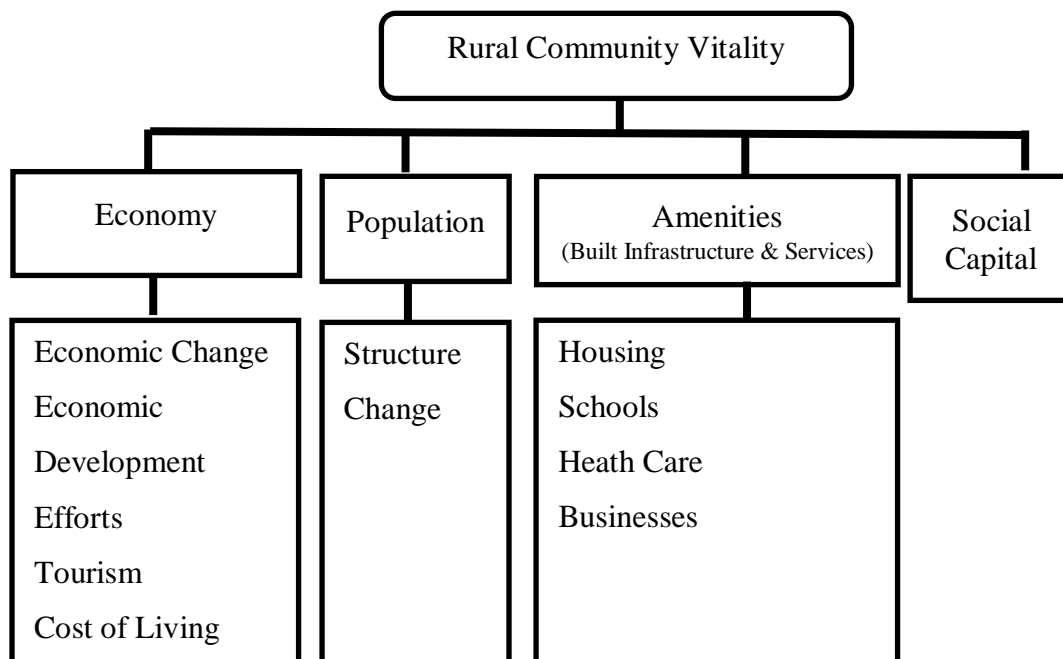 Rural Community Vitality
Economy
Population
Amenities
(Built Infrastructure & Services)
Social
Capital
Economic Change
Economic
Development
Efforts
Tourism
Cost of Living
Structure
Change
Housing
Schools
Heath Care
Businesses